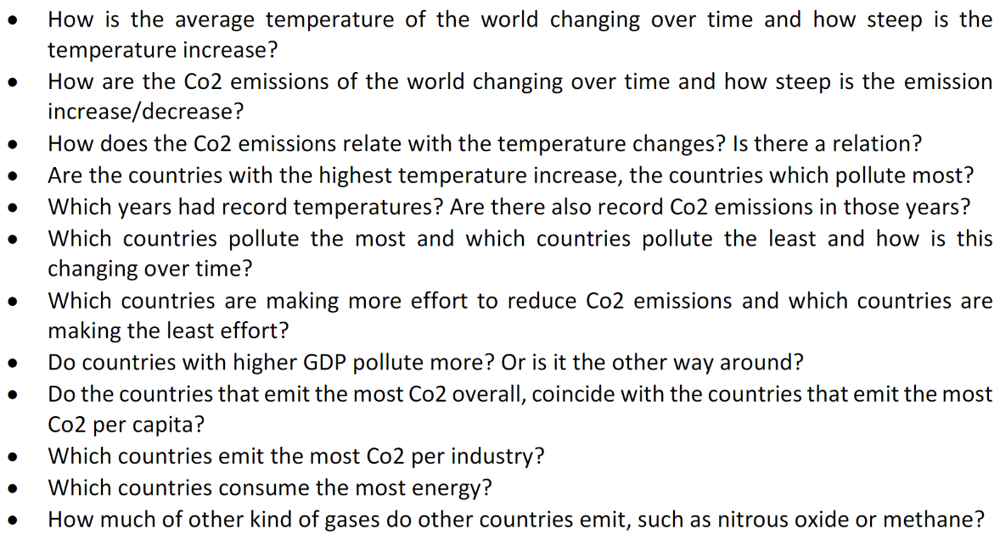 • How is the average temperature of the world changing over time and how steep is the
temperature increase?
• How are the Co2 emissions of the world changing over time and how steep is the emission
increase/decrease?
• How does the Co2 emissions relate with the temperature changes? Is there a relation?
• Are the countries with the highest temperature increase, the countries which pollute most?
• Which years had record temperatures? Are there also record Co2 emissions in those years?
• Which countries pollute the most and which countries pollute the least and how is this
changing over time?
• Which countries are making more effort to reduce Co2 emissions and which countries are
making the least effort?
• Do countries with higher GDP pollute more? Or is it the other way around?
• Do the countries that emit the most Co2 overall, coincide with the countries that emit the most
Co2 per capita?
• Which countries emit the most Co2 per industry?
• Which countries consume the most energy?
• How much of other kind of gases do other countries emit, such as nitrous oxide or methane?